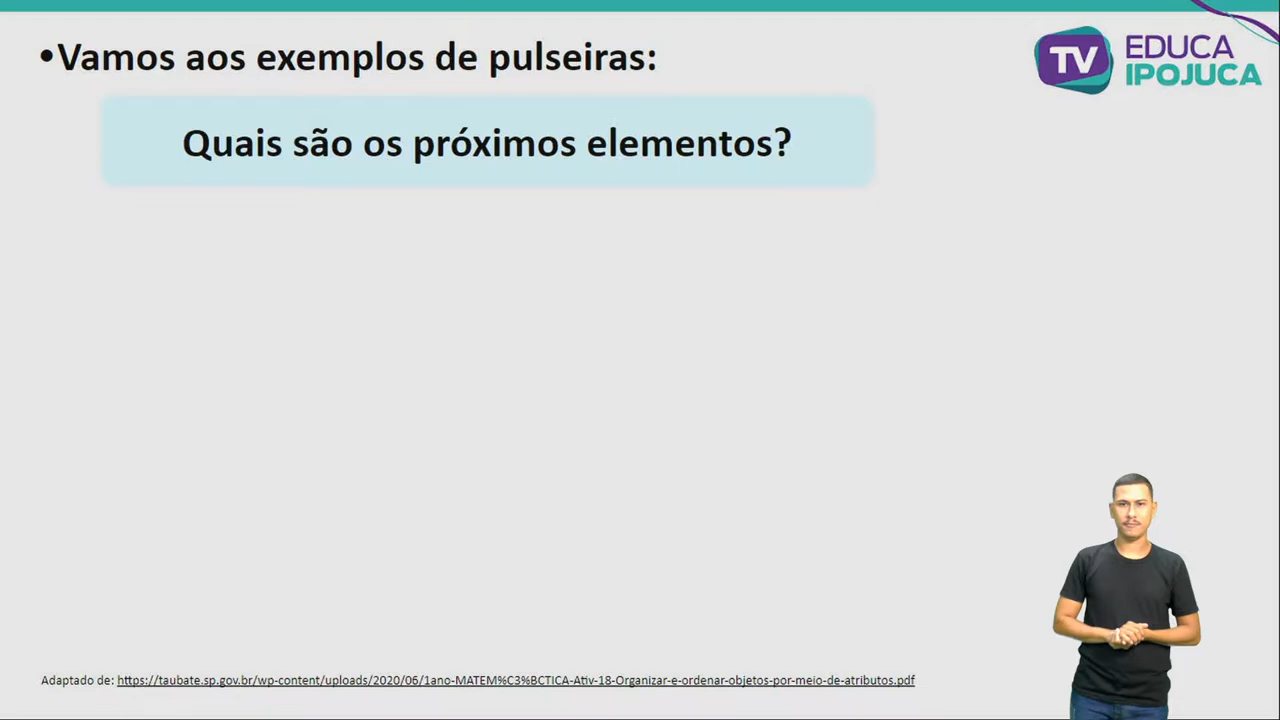 •Vamos aos exemplos de pulseiras:
TV EDUCA
IPOJUCA
Quais são os próximos elementos?
Adaptado de: https://taubate.sp.gov.br/wp-content/uploads/2020/06/1ano-MATEM%C3%BCTICA-Ativ-18-Organizar-e-ordenar-objetos-por-meio-de-atributos.pdf